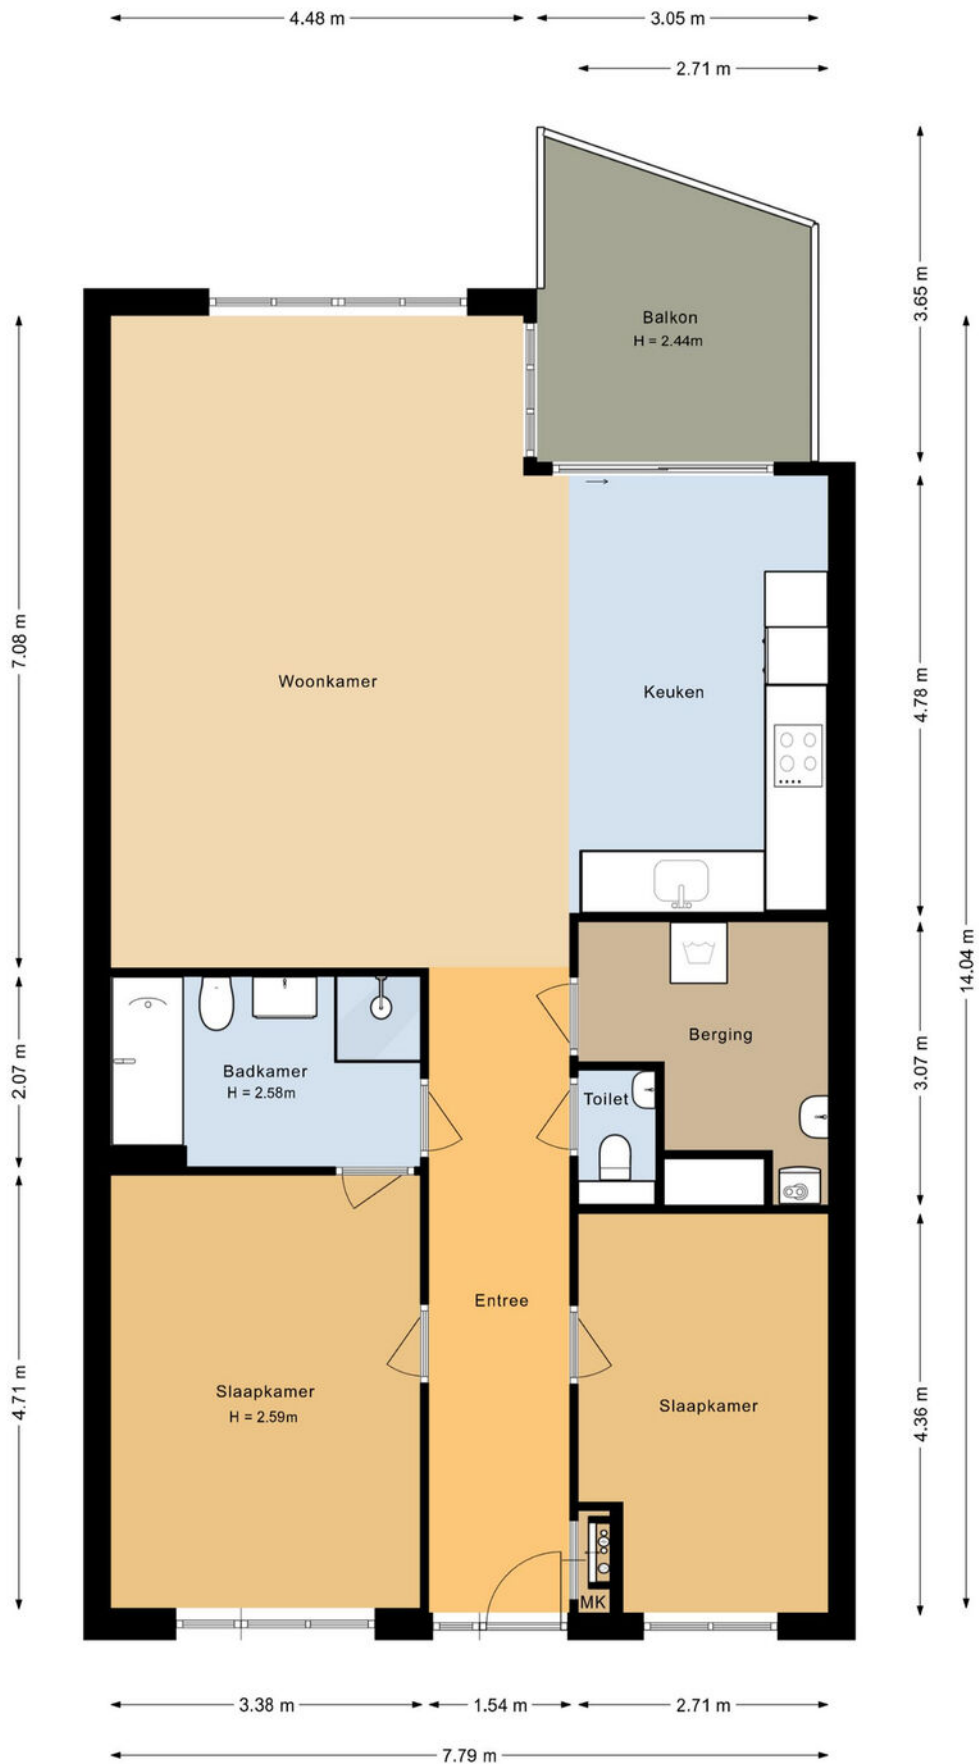 4.48 m
3.05 m
2.71 m
3.65 m
Balkon
H = 2.44m
7.08 m
Woonkamer
Keuken
4.78 m
14.04 m
2.07 m
Badkamer
H = 2.58m
Berging
Toilet
3.07 m
Entree
4.71 m
Slaapkamer
H = 2.59m
Slaapkamer
4.36 m
MK
3.38 m
1.54 m
2.71 m
7.79 m